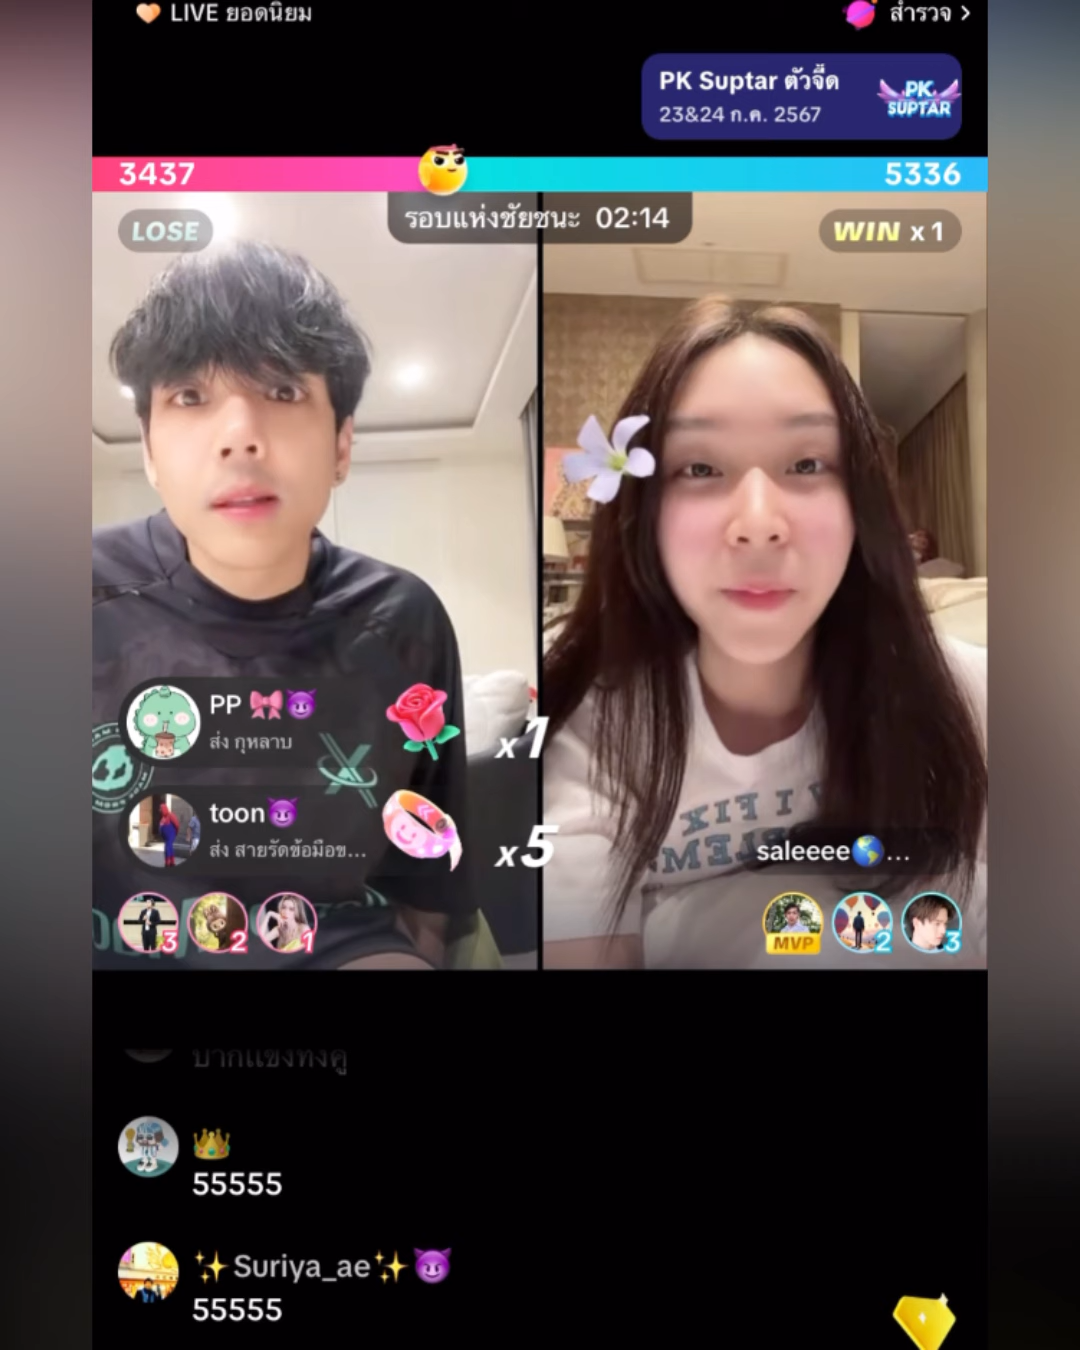 LIVE ยอดนิยม
สำรวจ >
PK Suptar ตัวจี๊ด
23&24 ก.ค. 2567
PK
SUPTAR
3437
5336
LOSE
รอบแห่งชัยชนะ 02:14
WIN x 1
PP
ส่ง กุหลาบ
x1
toon
ส่ง สายรัดข้อมือข...
x5
saleeee...
3
2
1
MVP
2
3
55555
Suriya_ae
55555